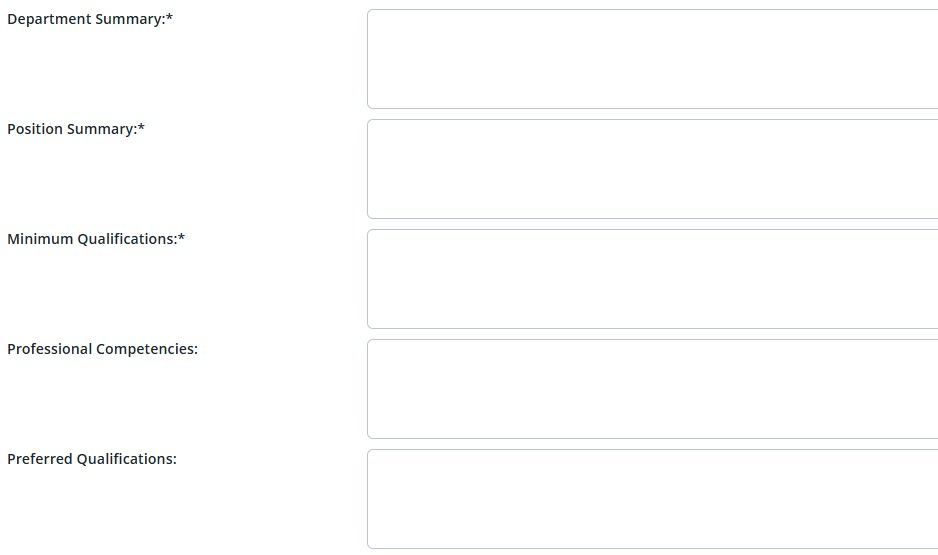 Department Summary:*
Position Summary:*
Minimum Qualifications:*
Professional Competencies:
Preferred Qualifications: